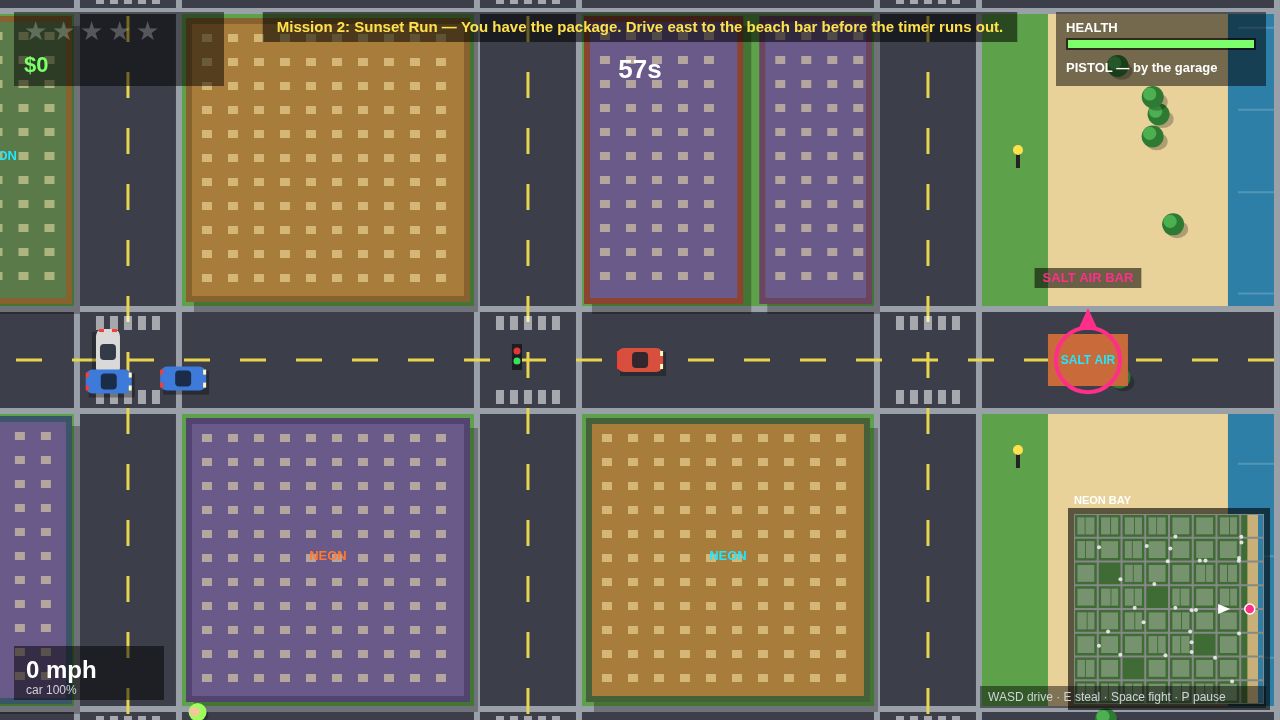 Mission 2: Sunset Run — You have the package. Drive east to the beach bar before the timer runs out.
$0
57s
HEALTH
PISTOL — by the garage
SALT AIR BAR
SALT AIR
NEON
NEON
NEON BAY
0 mph
car 100%
WASD drive · E steal · Space fight · P pause